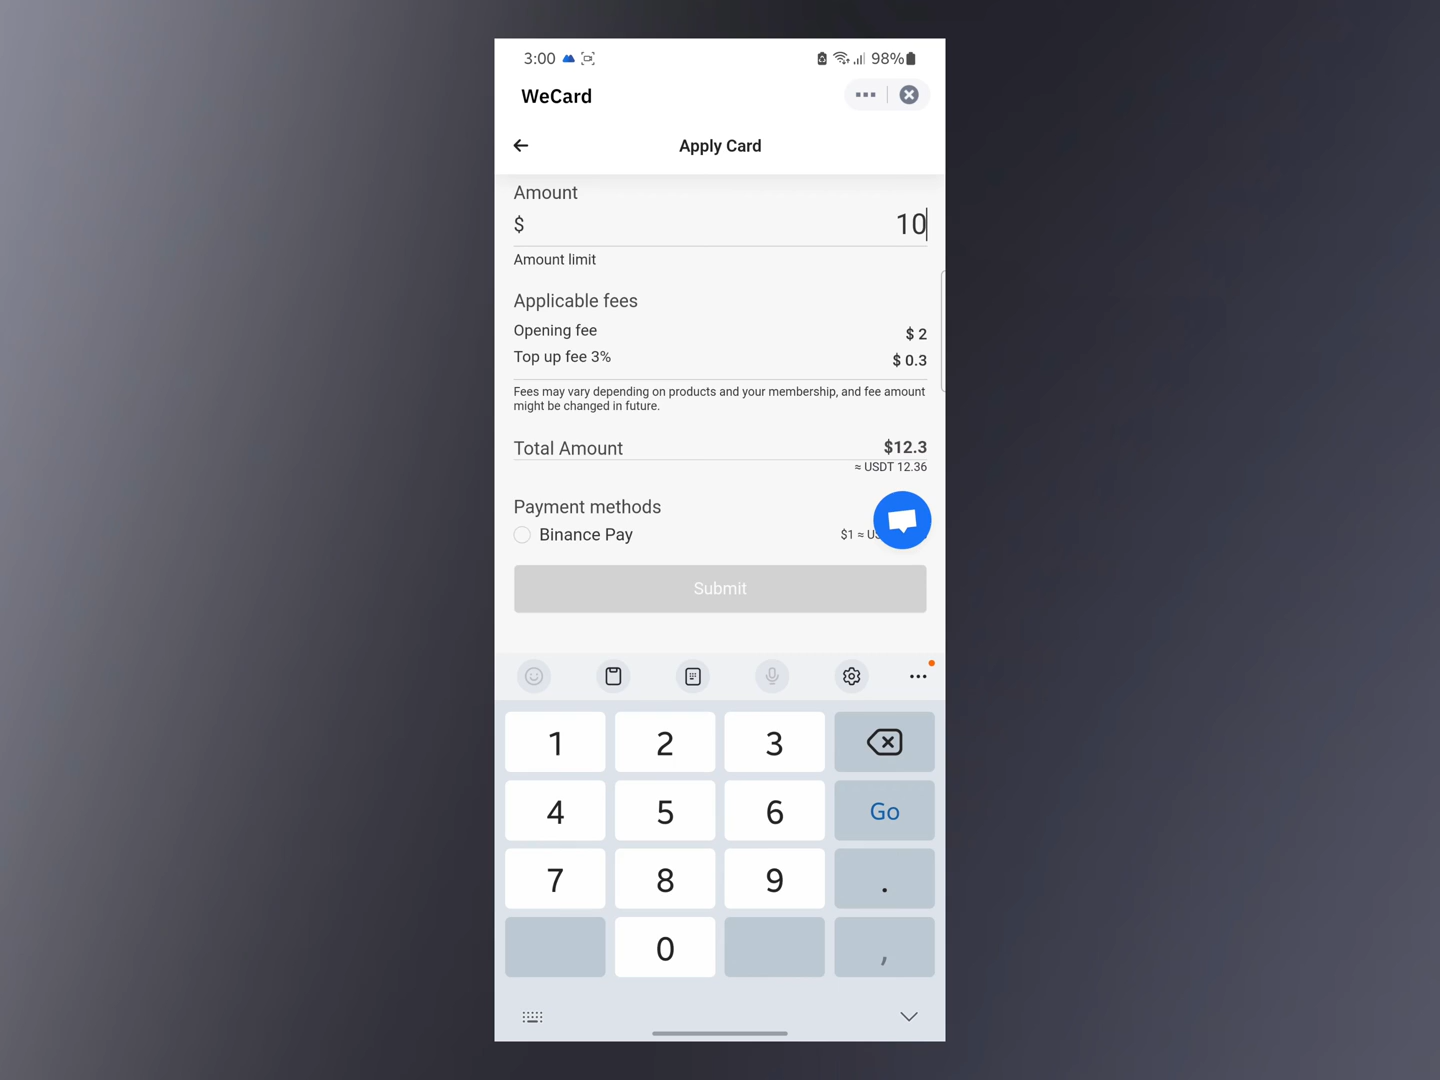 3:00 98%
WeCard
Apply Card
Amount
$ 10
Amount limit
Applicable fees
Opening fee $ 2
Top up fee 3% $ 0.3
Fees may vary depending on products and your membership, and fee amount
might be changed in future.
Total Amount $12.3
≈ USDT 12.36
Payment methods
Binance Pay $1 ≈
Submit
1 2 3
4 5 6 Go
7 8 9 .
0 ,